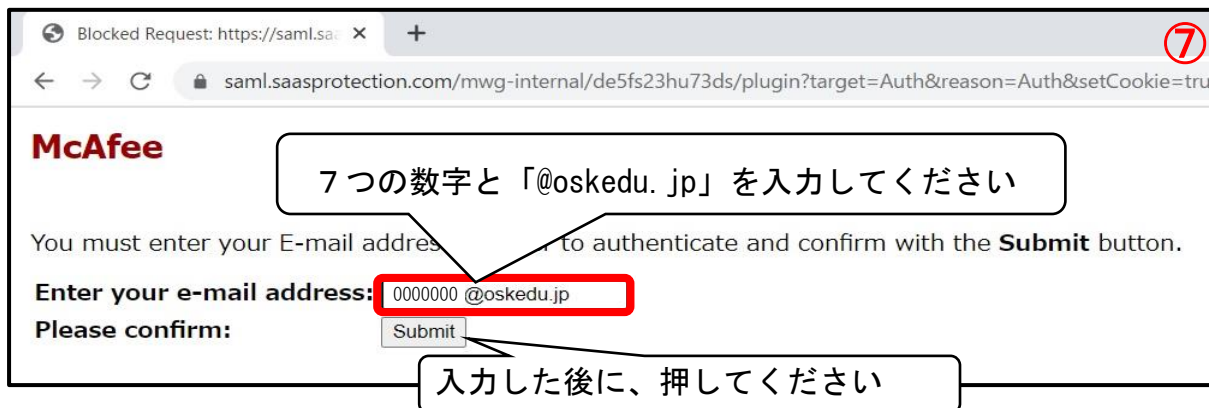 Blocked Request: https://saml.saa
⑦
saml.saasprotection.com/mwg-internal/de5fs23hu73ds/plugin?target=Auth&reason=Auth&setCookie=tru
McAfee
７つの数字と「@oskedu.jp」を入力してください
You must enter your E-mail addres to authenticate and confirm with the Submit button.
Enter your e-mail address: 0000000 @oskedu.jp
Please confirm: Submit
入力した後に、押してください